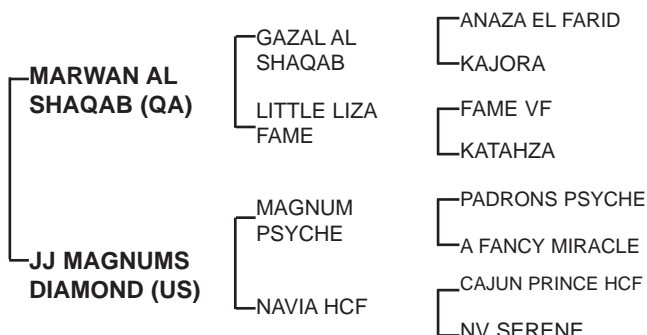 MARWAN AL
SHAQAB (QA)
JJ MAGNUMS
DIAMOND (US)
GAZAL AL
SHAQAB
LITTLE LIZA
FAME
MAGNUM
PSYCHE
NAVIA HCF
ANAZA EL FARID
KAJORA
FAME VF
KATAHZA
PADRONS PSYCHE
A FANCY MIRACLE
CAJUN PRINCE HCF
NV SERENE